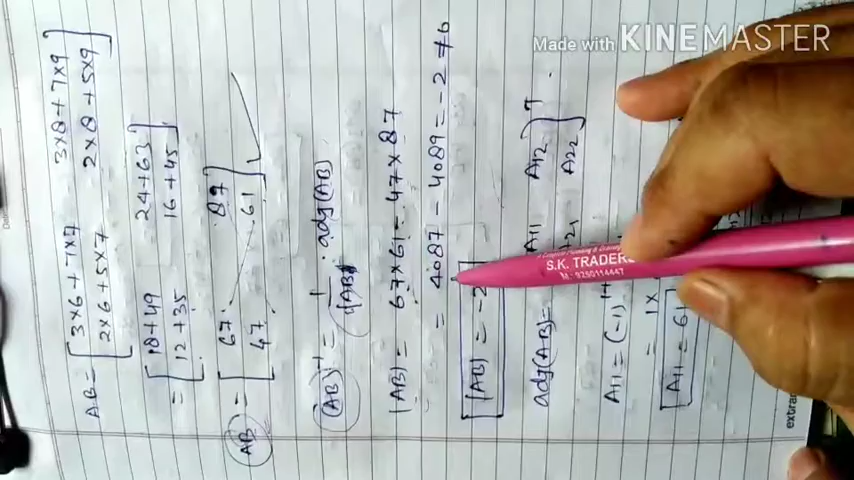 AB = [ 3×6 + 7×7 3×8 + 7×9
2×6 + 5×7 2×8 + 5×9 ]
= [ 18+49 24+63
12+35 16+45 ]
AB = [ 67 87
47 61 ]
(AB)⁻¹ = 1/|AB| . adj(AB)
|AB| = 67×61 - 47×87
= 4087 - 4089 = -2 ≠ 0
|AB| = -2
adj(AB) = A11 A12 ]ᵀ
A21 A22
A11 = (-1)¹⁺
= 1×
A11 = 61
S.K. TRADERS
M.: 9250114447
Made with KINEMASTER